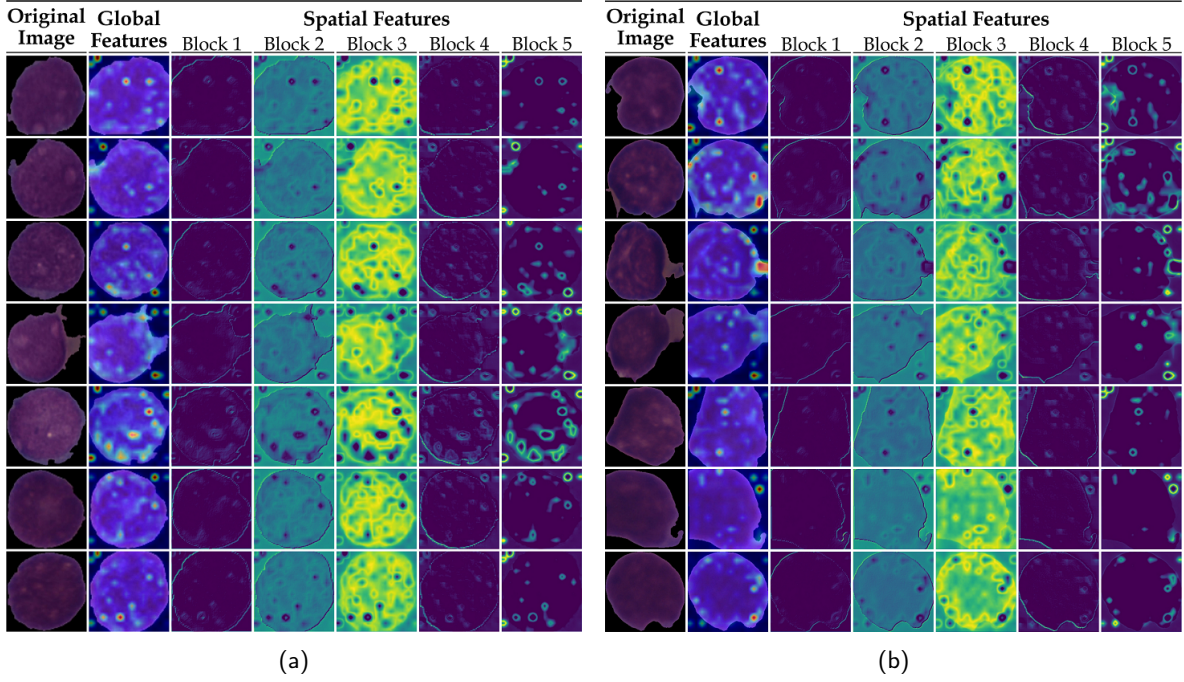 Original Image Global Features Spatial Features
Block 1 Block 2 Block 3 Block 4 Block 5
(a)
Original Image Global Features Spatial Features
Block 1 Block 2 Block 3 Block 4 Block 5
(b)